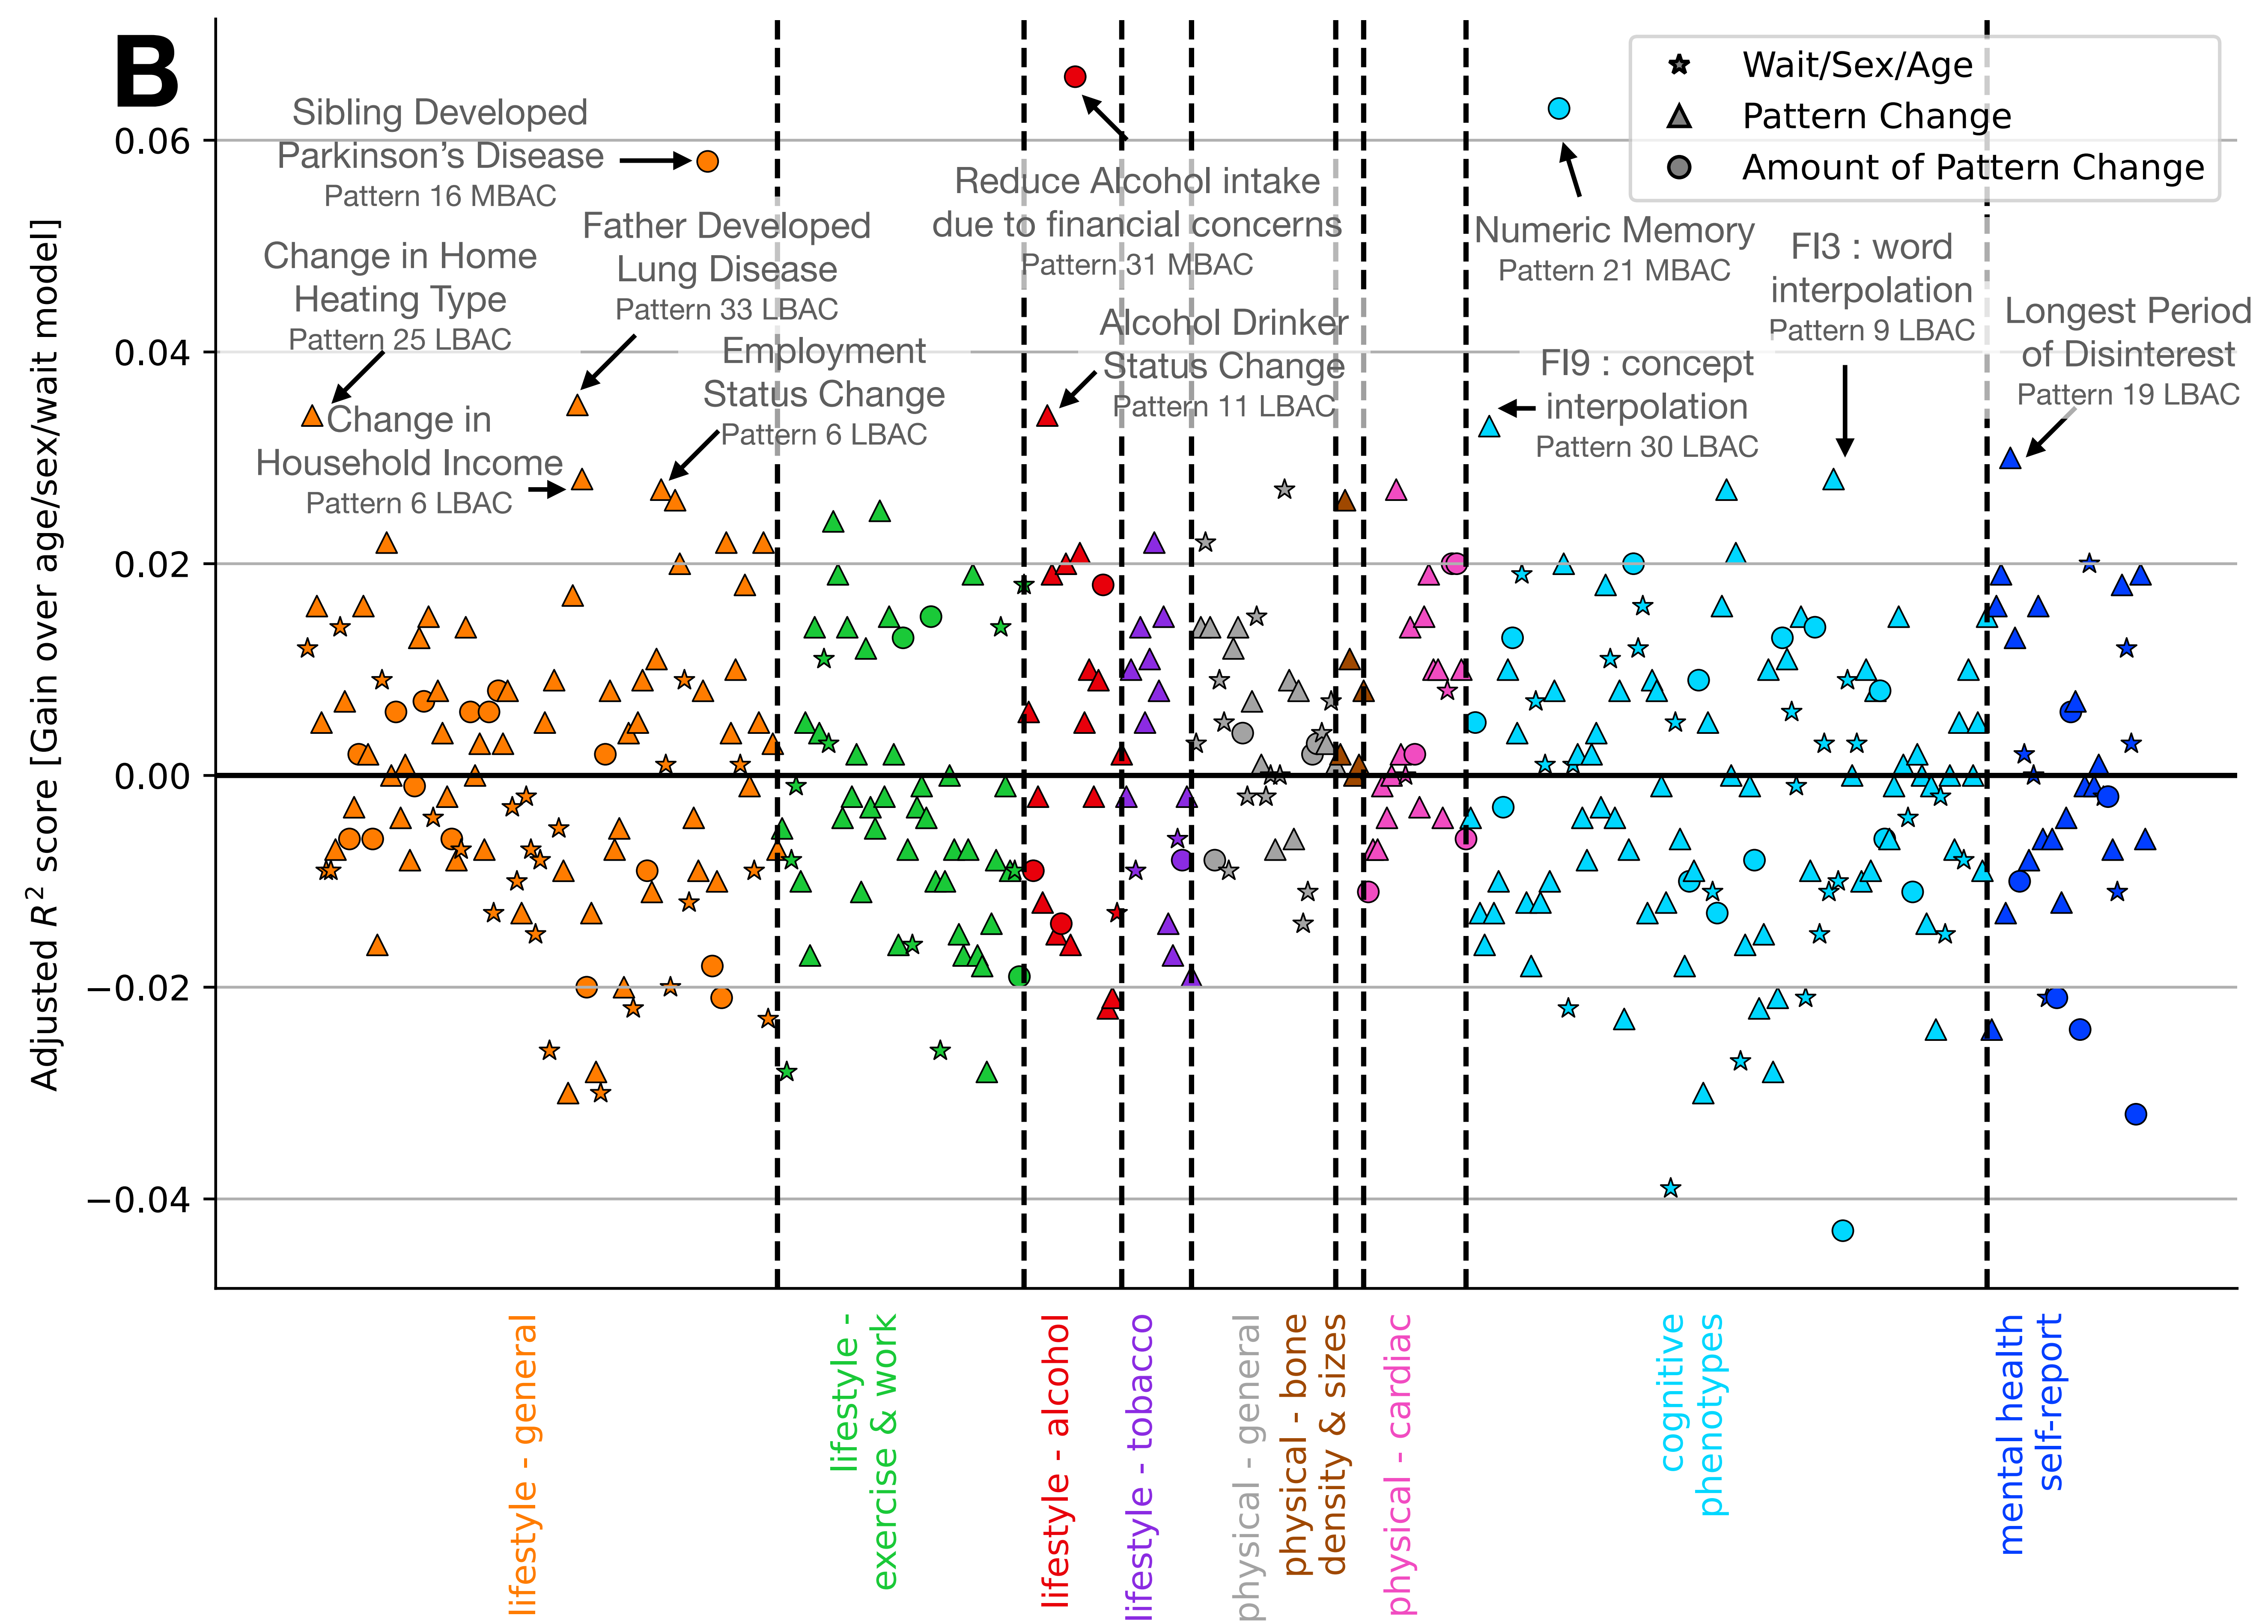 B
Wait/Sex/Age
Pattern Change
Amount of Pattern Change
Sibling Developed
Parkinson’s Disease
Pattern 16 MBAC
Change in Home
Heating Type
Pattern 25 LBAC
Father Developed
Lung Disease
Pattern 33 LBAC
Change in
Household Income
Pattern 6 LBAC
Employment
Status Change
Pattern 6 LBAC
Reduce Alcohol intake
due to financial concerns
Pattern 31 MBAC
Alcohol Drinker
Status Change
Pattern 11 LBAC
Numeric Memory
Pattern 21 MBAC
FI9 : concept
interpolation
Pattern 30 LBAC
FI3 : word
interpolation
Pattern 9 LBAC
Longest Period
of Disinterest
Pattern 19 LBAC
Adjusted R² score [Gain over age/sex/wait model]
0.06
0.04
0.02
0.00
−0.02
−0.04
lifestyle - general
lifestyle -
exercise & work
lifestyle - alcohol
lifestyle - tobacco
physical - general
physical - bone
density & sizes
physical - cardiac
cognitive
phenotypes
mental health
self-report